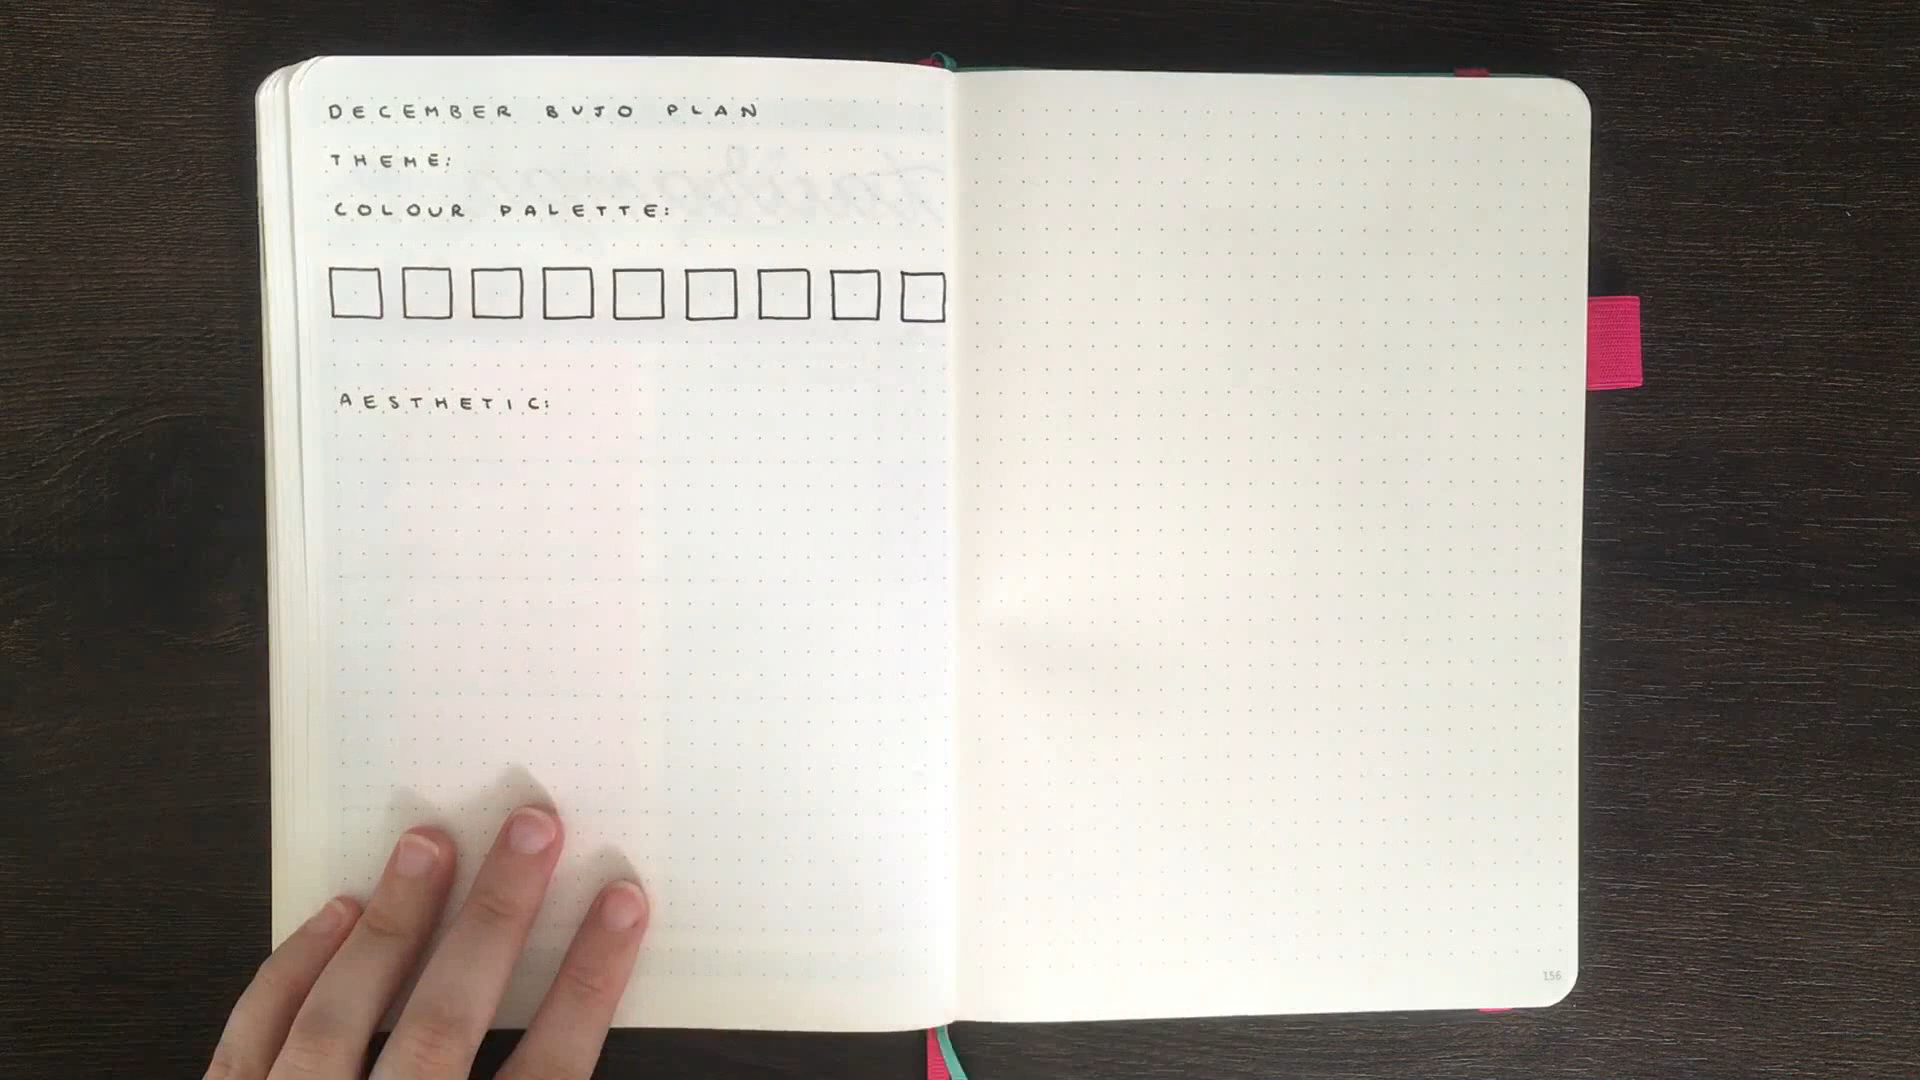 DECEMBER BUJO PLAN
THEME:
COLOUR PALETTE:
AESTHETIC:
156